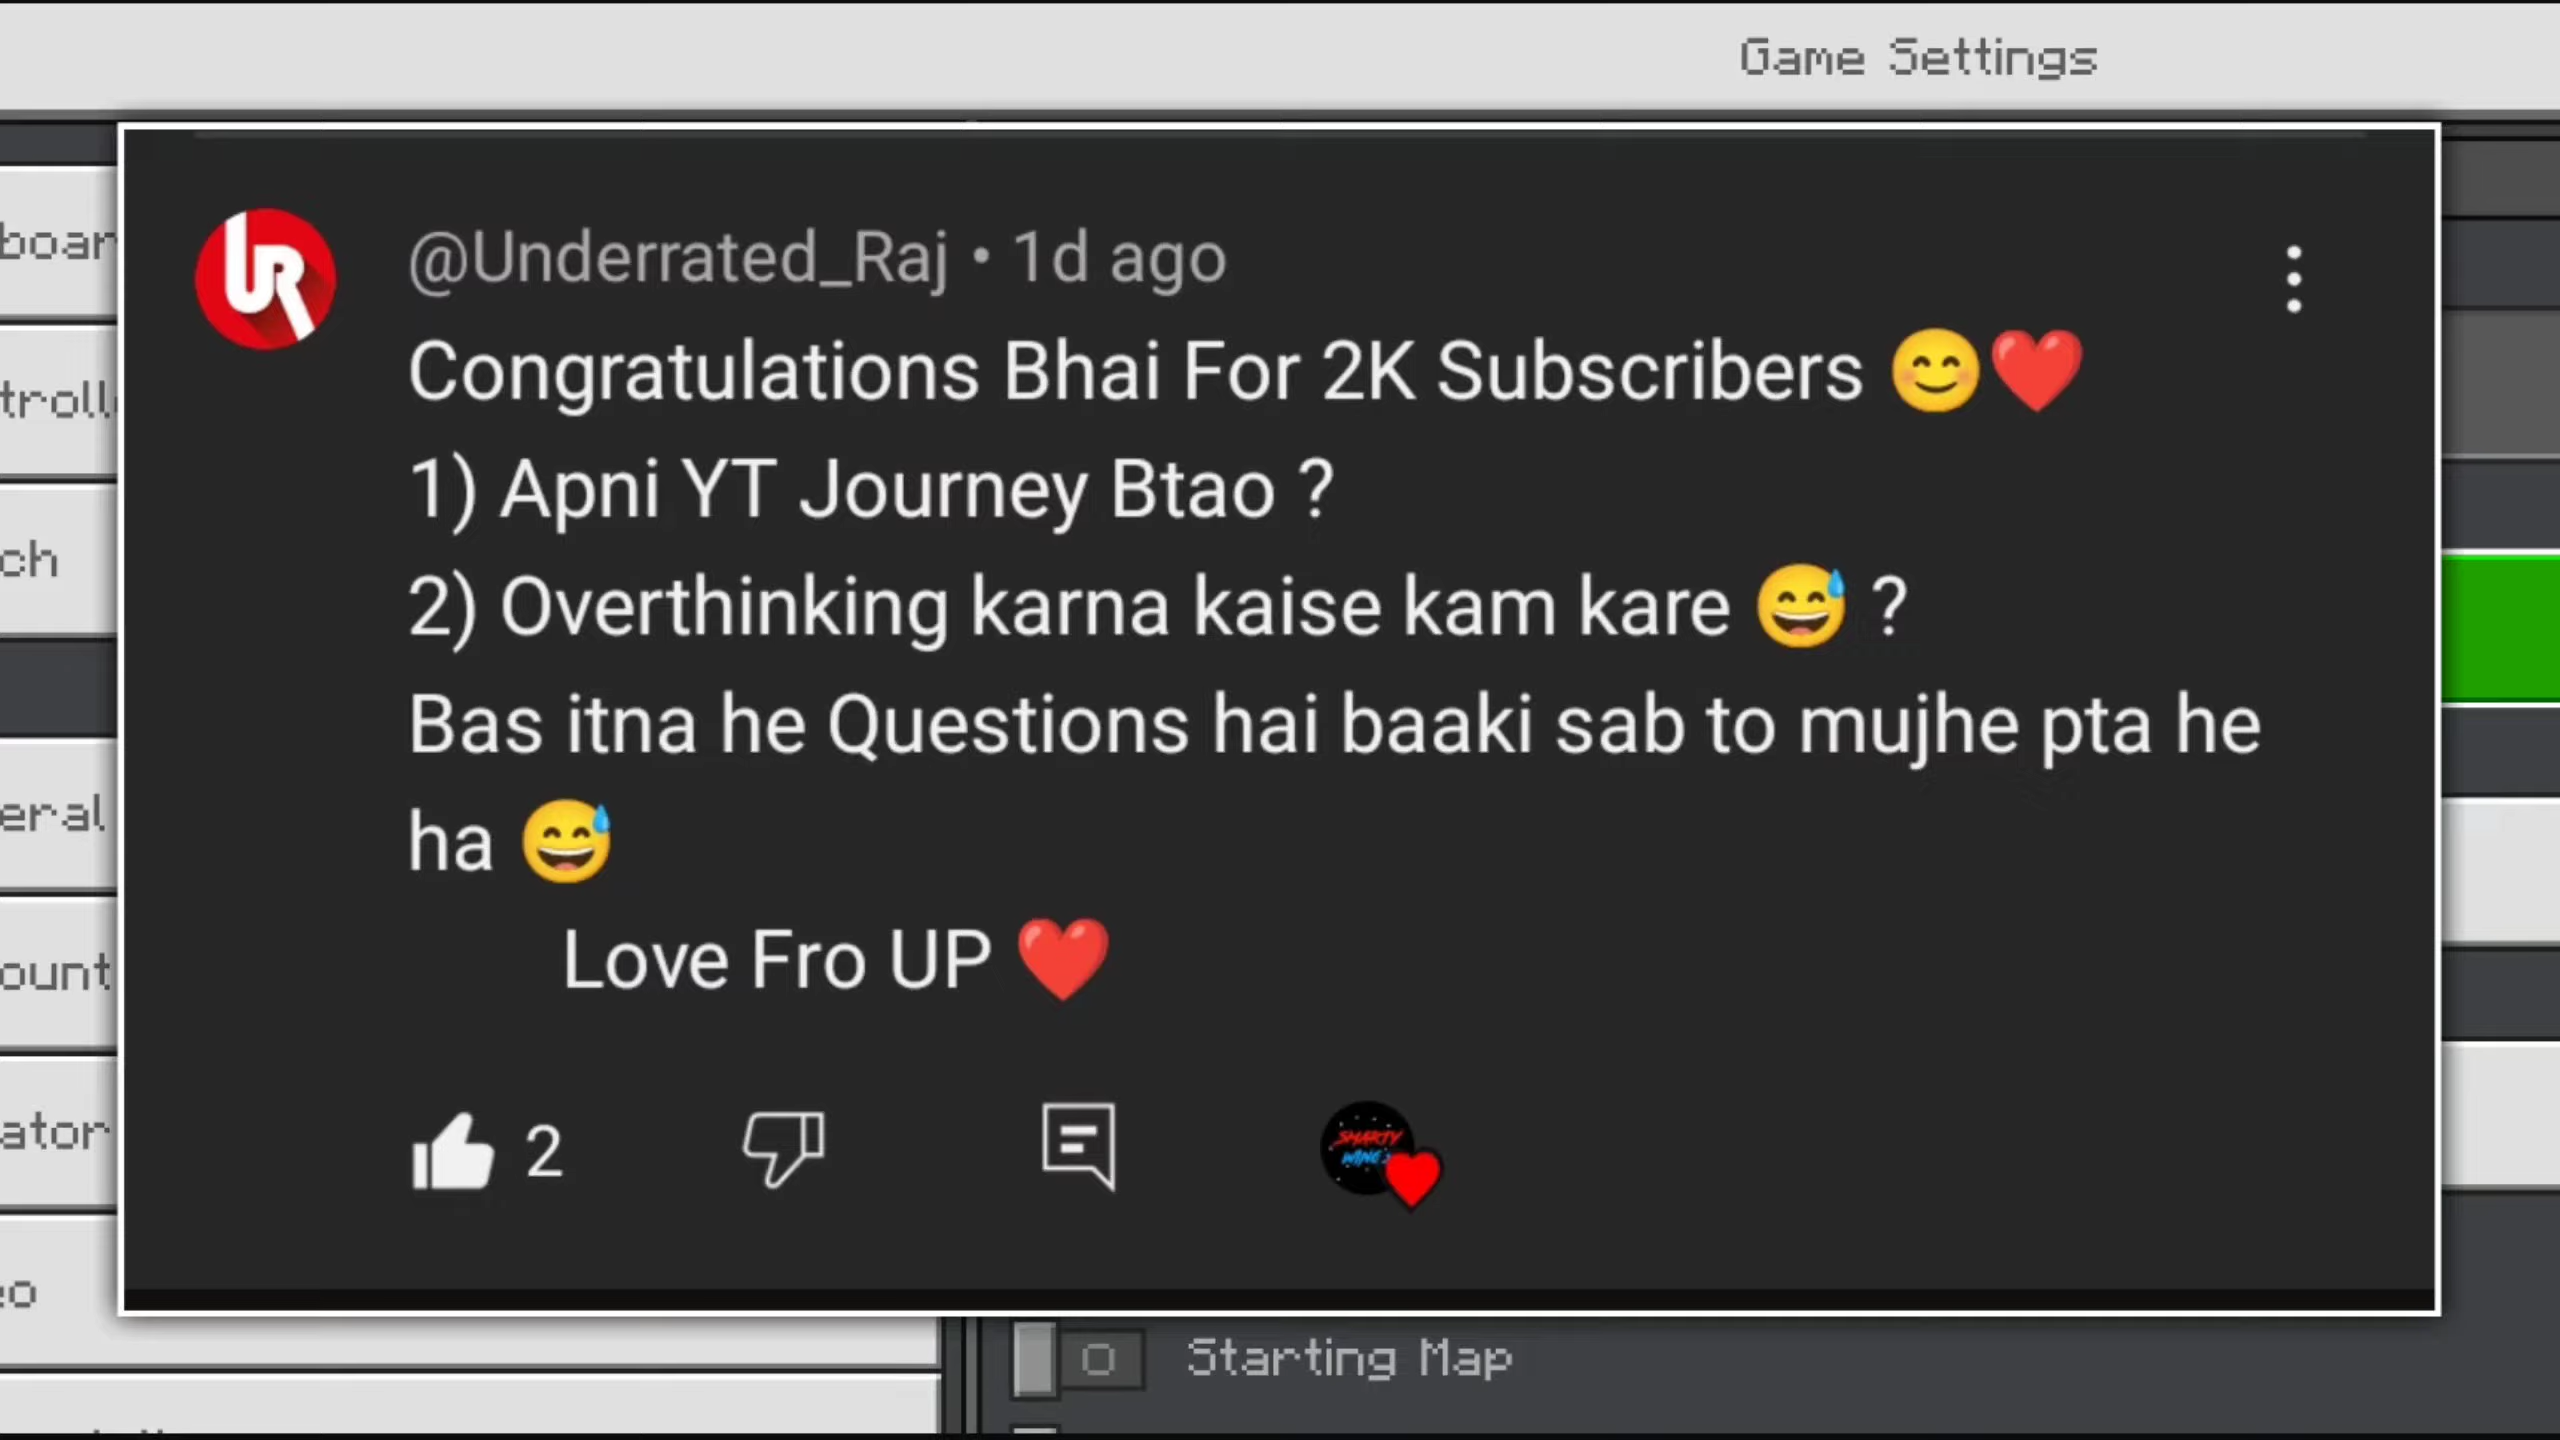 Game Settings
@Underrated_Raj • 1d ago
Congratulations Bhai For 2K Subscribers 😊❤️
1) Apni YT Journey Btao ?
2) Overthinking karna kaise kam kare 😅 ?
Bas itna he Questions hai baaki sab to mujhe pta he
ha 😅
Love Fro UP ❤️
2
SMARTY
Starting Map